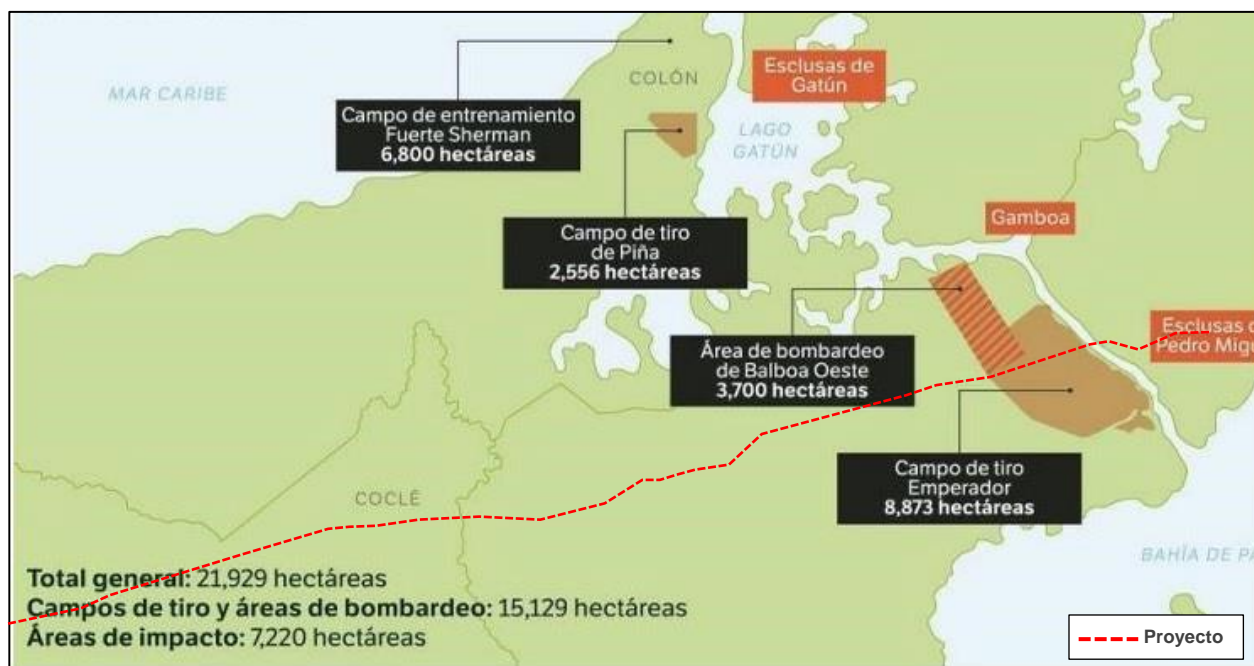 MAR CARIBE
COLÓN
Esclusas de
Gatún
Campo de entrenamiento
Fuerte Sherman
6,800 hectáreas
LAGO
GATÚN
Campo de tiro
de Piña
2,556 hectáreas
Gamboa
Esclusas d
Pedro Migu
Área de bombardeo
de Balboa Oeste
3,700 hectáreas
Campo de tiro
Emperador
8,873 hectáreas
COCLÉ
BAHÍA DE PA
Total general: 21,929 hectáreas
Campos de tiro y áreas de bombardeo: 15,129 hectáreas
Áreas de impacto: 7,220 hectáreas
Proyecto